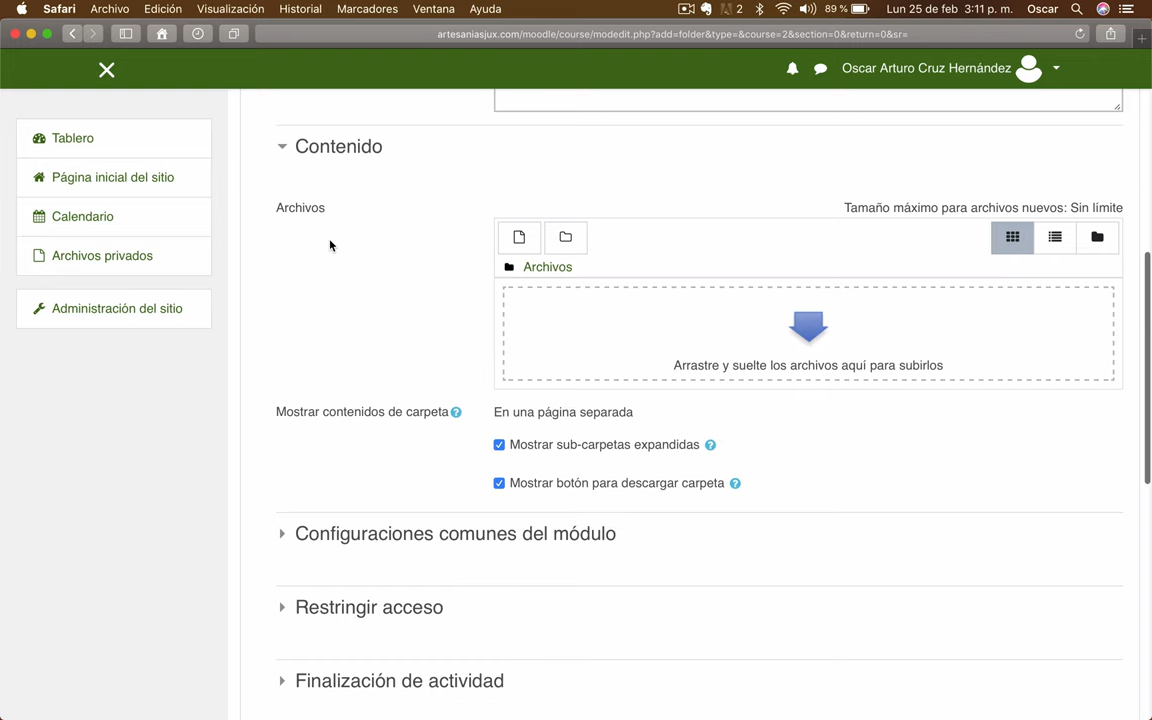 Safari Archivo Edición Visualización Historial Marcadores Ventana Ayuda 2 89 % Lun 25 de feb 3:11 p. m. Oscar
artesaniasjux.com/moodle/course/modedit.php?add=folder&type=&course=2&section=0&return=0&sr=
Oscar Arturo Cruz Hernández
Tablero
Página inicial del sitio
Calendario
Archivos privados
Administración del sitio
Contenido
Archivos Tamaño máximo para archivos nuevos: Sin límite
Archivos
Arrastre y suelte los archivos aquí para subirlos
Mostrar contenidos de carpeta En una página separada
Mostrar sub-carpetas expandidas
Mostrar botón para descargar carpeta
Configuraciones comunes del módulo
Restringir acceso
Finalización de actividad